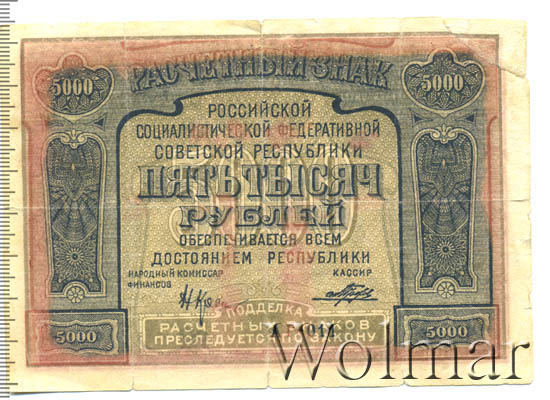 5000 РАСЧЕТНЫЙ ЗНАК 5000
РОССИЙСКОЙ
СОЦИАЛИСТИЧЕСКОЙ ФЕДЕРАТИВНОЙ
СОВЕТСКОЙ РЕСПУБЛИКИ
ПЯТЬ ТЫСЯЧ
РУБЛЕЙ
ОБЕСПЕЧИВАЕТСЯ ВСЕМ
ДОСТОЯНИЕМ РЕСПУБЛИКИ
НАРОДНЫЙ КОМИССАР
ФИНАНСОВ
КАССИР
ПОДДЕЛКА
5000 РАСЧЕТНЫХ ЗНАКОВ 5000
ПРЕСЛЕДУЕТСЯ ПО ЗАКОНУ
Wolmar